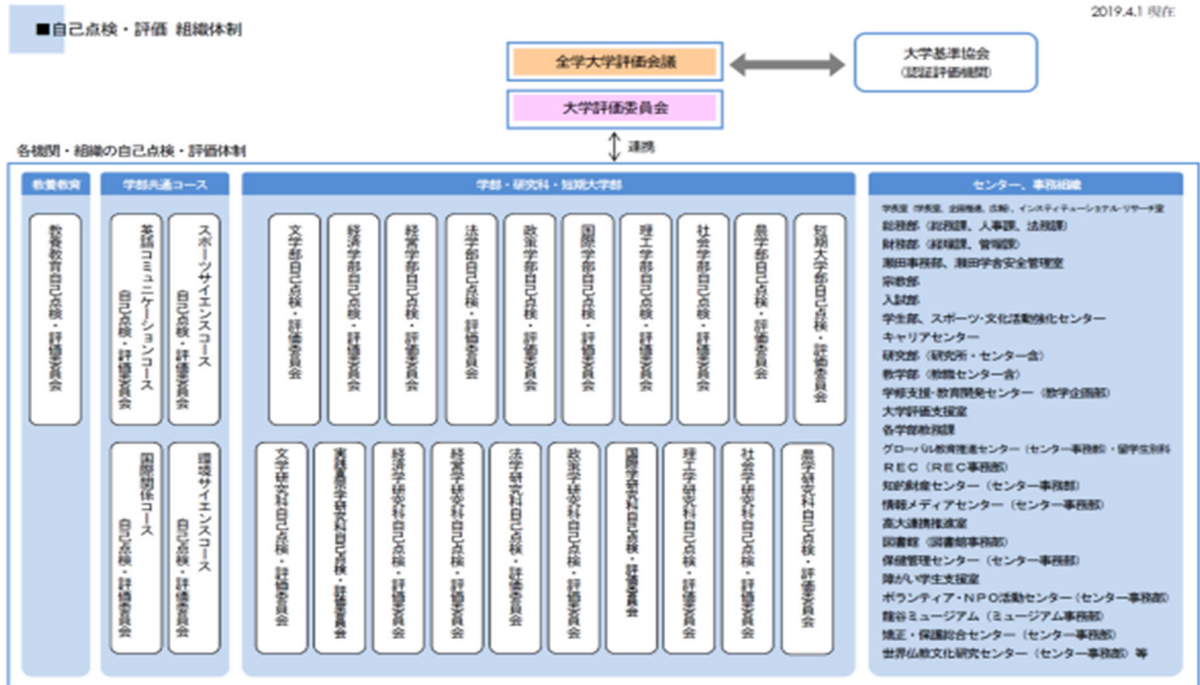 2019.4.1 現在
■自己点検・評価 組織体制
全学大学評価会議
大学基準協会
(認証評価機関)
大学評価委員会
連携
各機関・組織の自己点検・評価体制
教養教育
学部共通コース
学部・研究科・短期大学部
センター、事務組織
教養教育自己点検・評価委員会
英語コミュニケーションコース
自己点検・評価委員会
スポーツサイエンスコース
自己点検・評価委員会
国際関係コース
自己点検・評価委員会
環境サイエンスコース
自己点検・評価委員会
文学部自己点検・評価委員会
経済学部自己点検・評価委員会
経営学部自己点検・評価委員会
法学部自己点検・評価委員会
政策学部自己点検・評価委員会
国際学部自己点検・評価委員会
理工学部自己点検・評価委員会
社会学部自己点検・評価委員会
農学部自己点検・評価委員会
短期大学部自己点検・評価委員会
文学研究科自己点検・評価委員会
実践真宗学研究科自己点検・評価委員会
経済学研究科自己点検・評価委員会
経営学研究科自己点検・評価委員会
法学研究科自己点検・評価委員会
政策学研究科自己点検・評価委員会
国際学研究科自己点検・評価委員会
理工学研究科自己点検・評価委員会
社会学研究科自己点検・評価委員会
農学研究科自己点検・評価委員会
学長室（学長室、企画推進、広報）、インスティテューショナル・リサーチ室
総務部（総務課、人事課、法務課）
財務部（経理課、管理課）
瀬田事務部、瀬田学舎安全管理室
宗教部
入試部
学生部、スポーツ・文化活動強化センター
キャリアセンター
研究部（研究所・センター含）
教学部（教職センター含）
学修支援・教育開発センター（教学企画部）
大学評価支援室
各学部教務課
グローバル教育推進センター（センター事務部）・留学生別科
ＲＥＣ（ＲＥＣ事務部）
知的財産センター（センター事務部）
情報メディアセンター（センター事務部）
高大連携推進室
図書館（図書館事務部）
保健管理センター（センター事務部）
障がい学生支援室
ボランティア・ＮＰＯ活動センター（センター事務部）
龍谷ミュージアム（ミュージアム事務部）
矯正・保護総合センター（センター事務部）
世界仏教文化研究センター（センター事務部）等